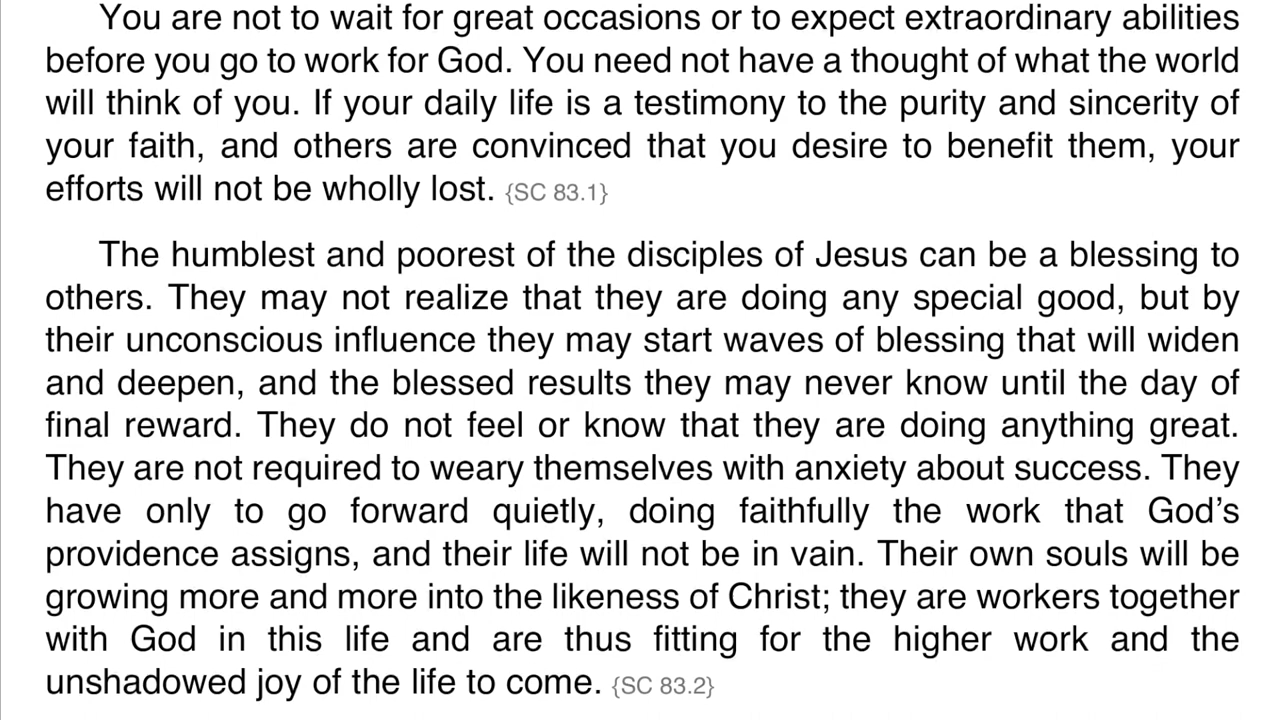 You are not to wait for great occasions or to expect extraordinary abilities
before you go to work for God. You need not have a thought of what the world
will think of you. If your daily life is a testimony to the purity and sincerity of
your faith, and others are convinced that you desire to benefit them, your
efforts will not be wholly lost. {SC 83.1}
The humblest and poorest of the disciples of Jesus can be a blessing to
others. They may not realize that they are doing any special good, but by
their unconscious influence they may start waves of blessing that will widen
and deepen, and the blessed results they may never know until the day of
final reward. They do not feel or know that they are doing anything great.
They are not required to weary themselves with anxiety about success. They
have only to go forward quietly, doing faithfully the work that God’s
providence assigns, and their life will not be in vain. Their own souls will be
growing more and more into the likeness of Christ; they are workers together
with God in this life and are thus fitting for the higher work and the
unshadowed joy of the life to come. {SC 83.2}